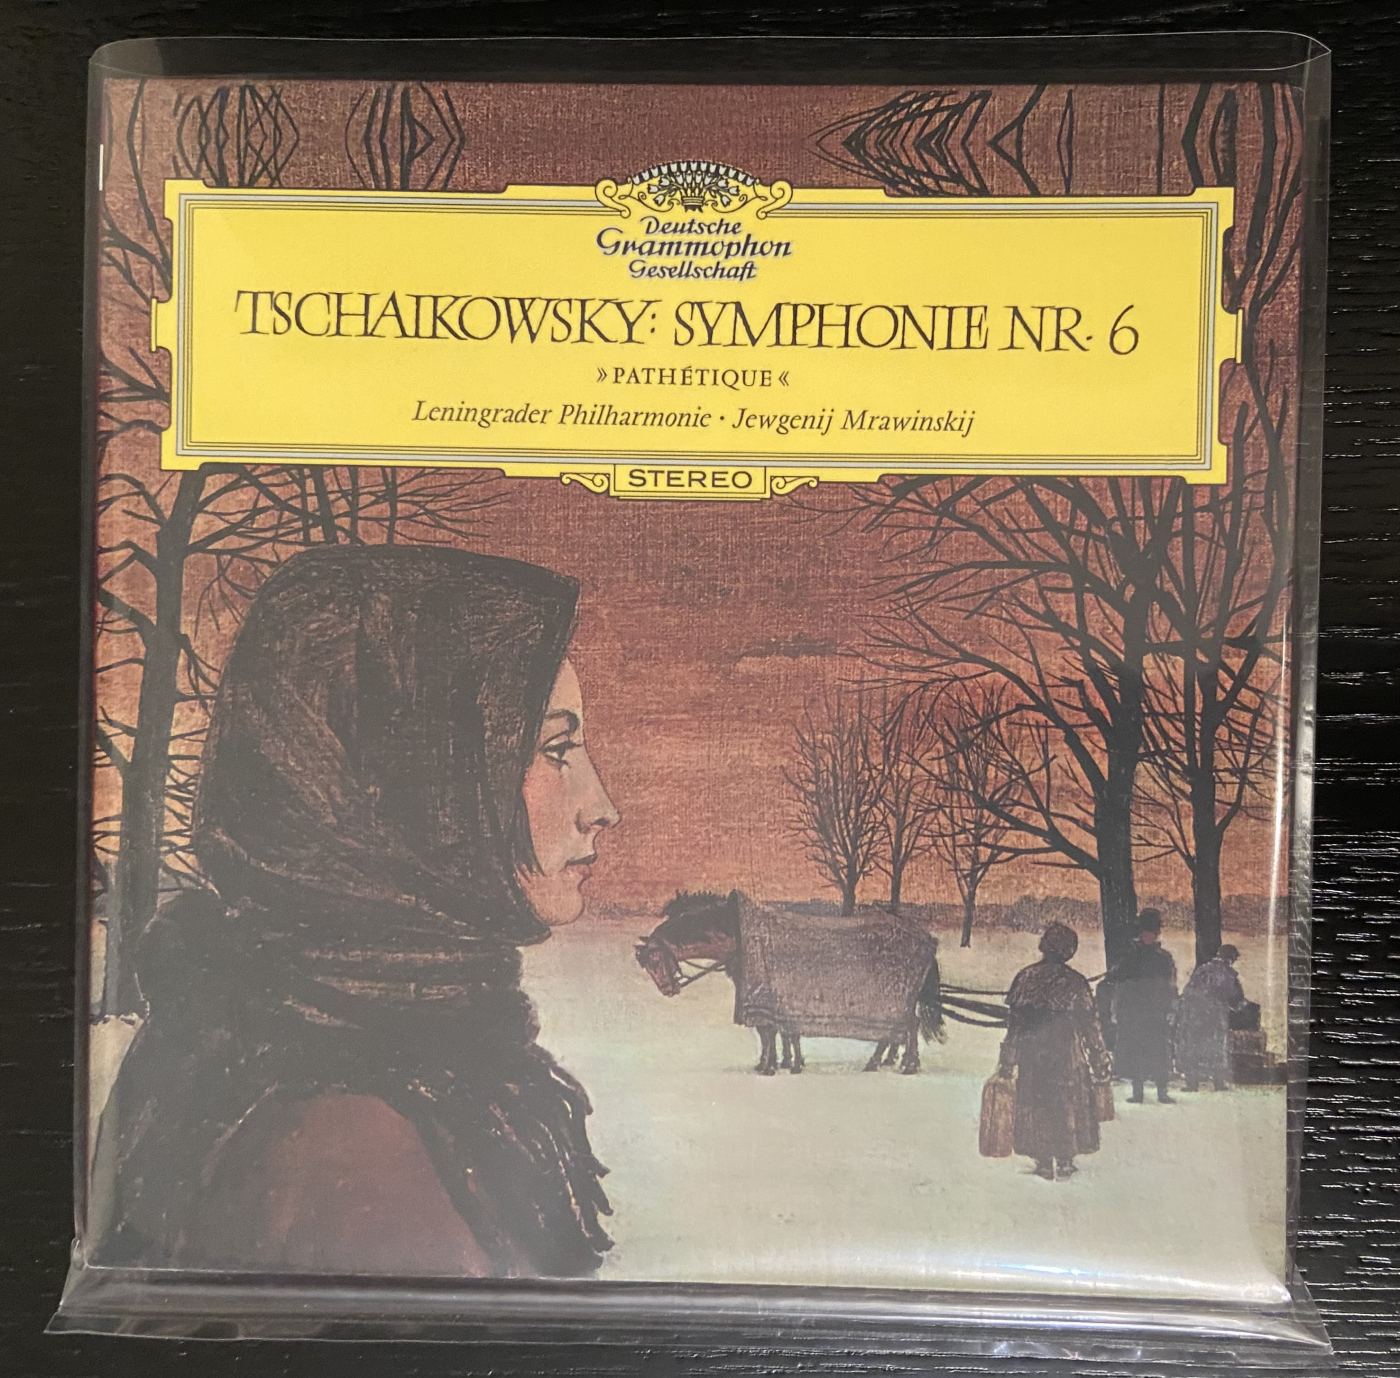 Deutsche
Grammophon
Gesellschaft
TSCHAIKOWSKY: SYMPHONIE NR. 6
»PATHÉTIQUE«
Leningrader Philharmonie · Jewgenij Mrawinskij
STEREO